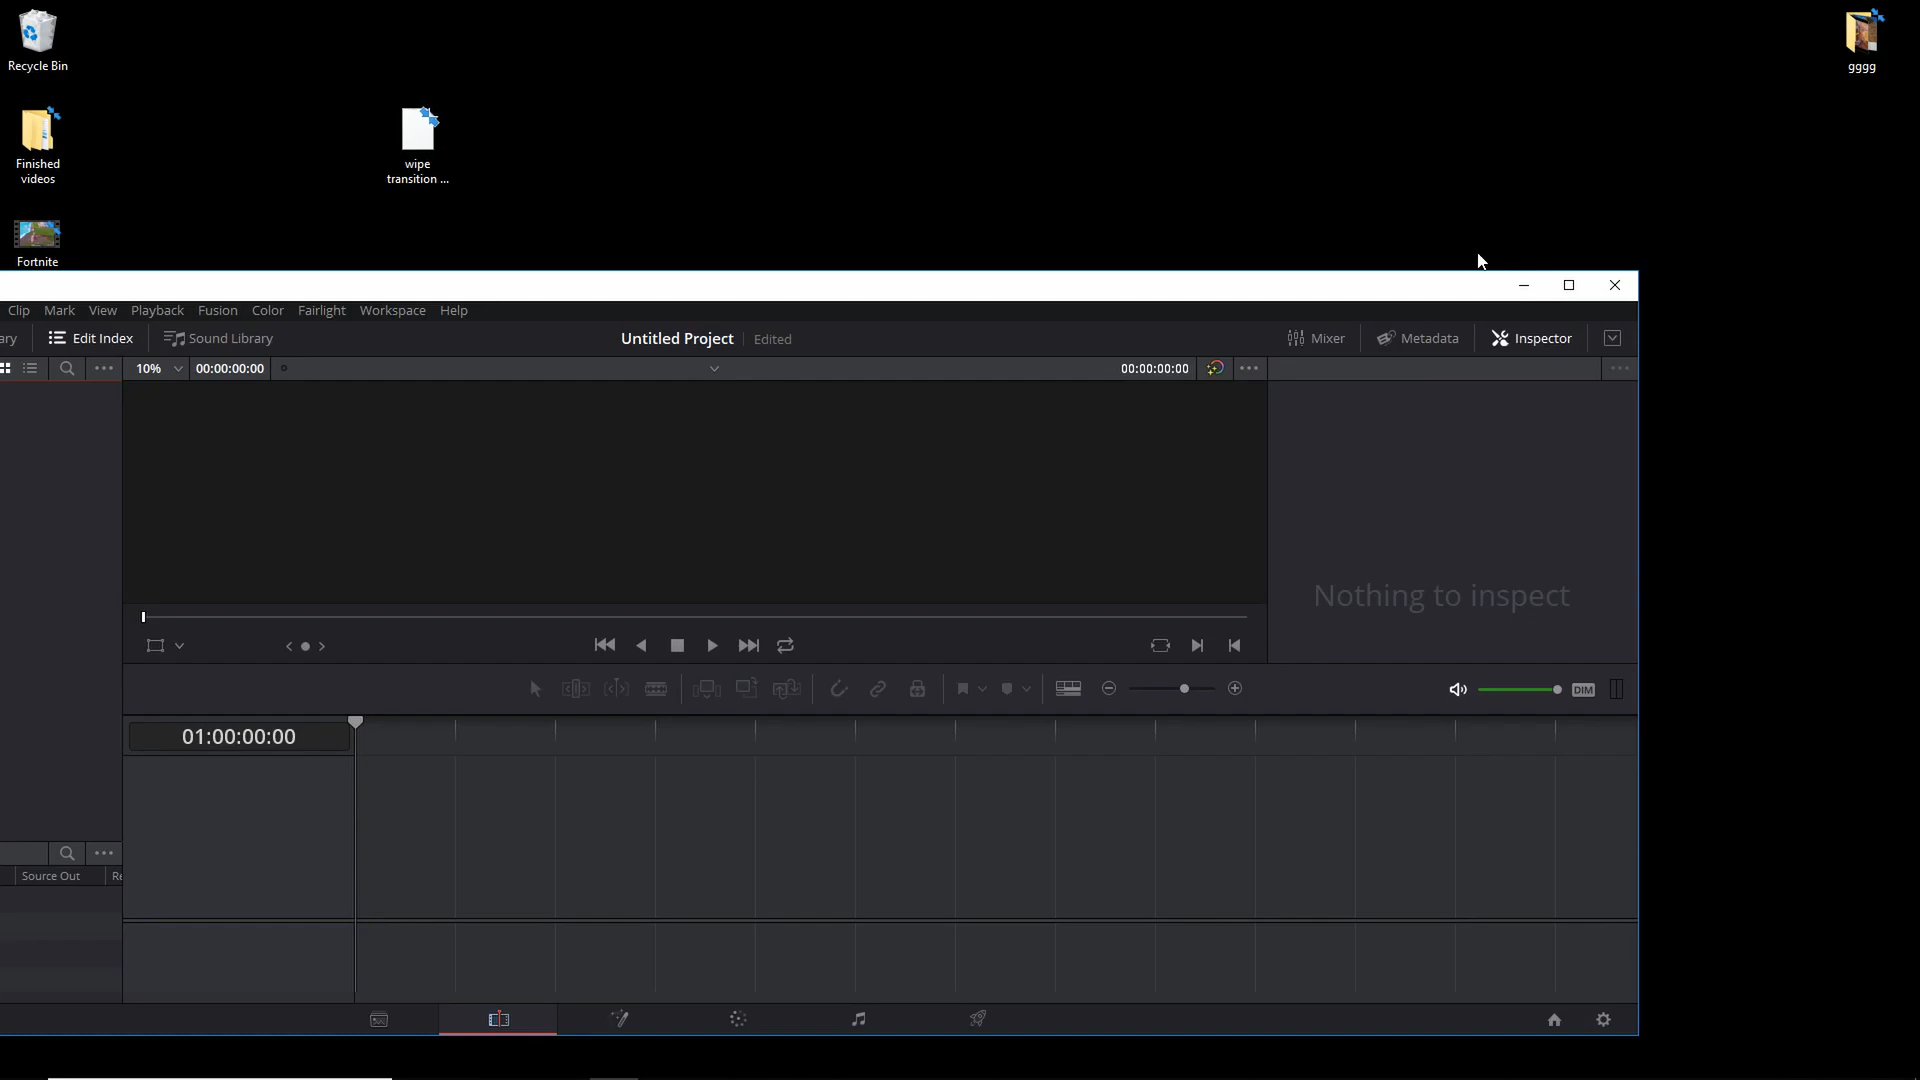 Recycle Bin
gggg
Finished
videos
wipe
transition ...
Fortnite
Clip Mark View Playback Fusion Color Fairlight Workspace Help
ary Edit Index Sound Library Untitled Project Edited Mixer Metadata Inspector
10% 00:00:00:00 00:00:00:00
Nothing to inspect
DIM
01:00:00:00
Source Out Re